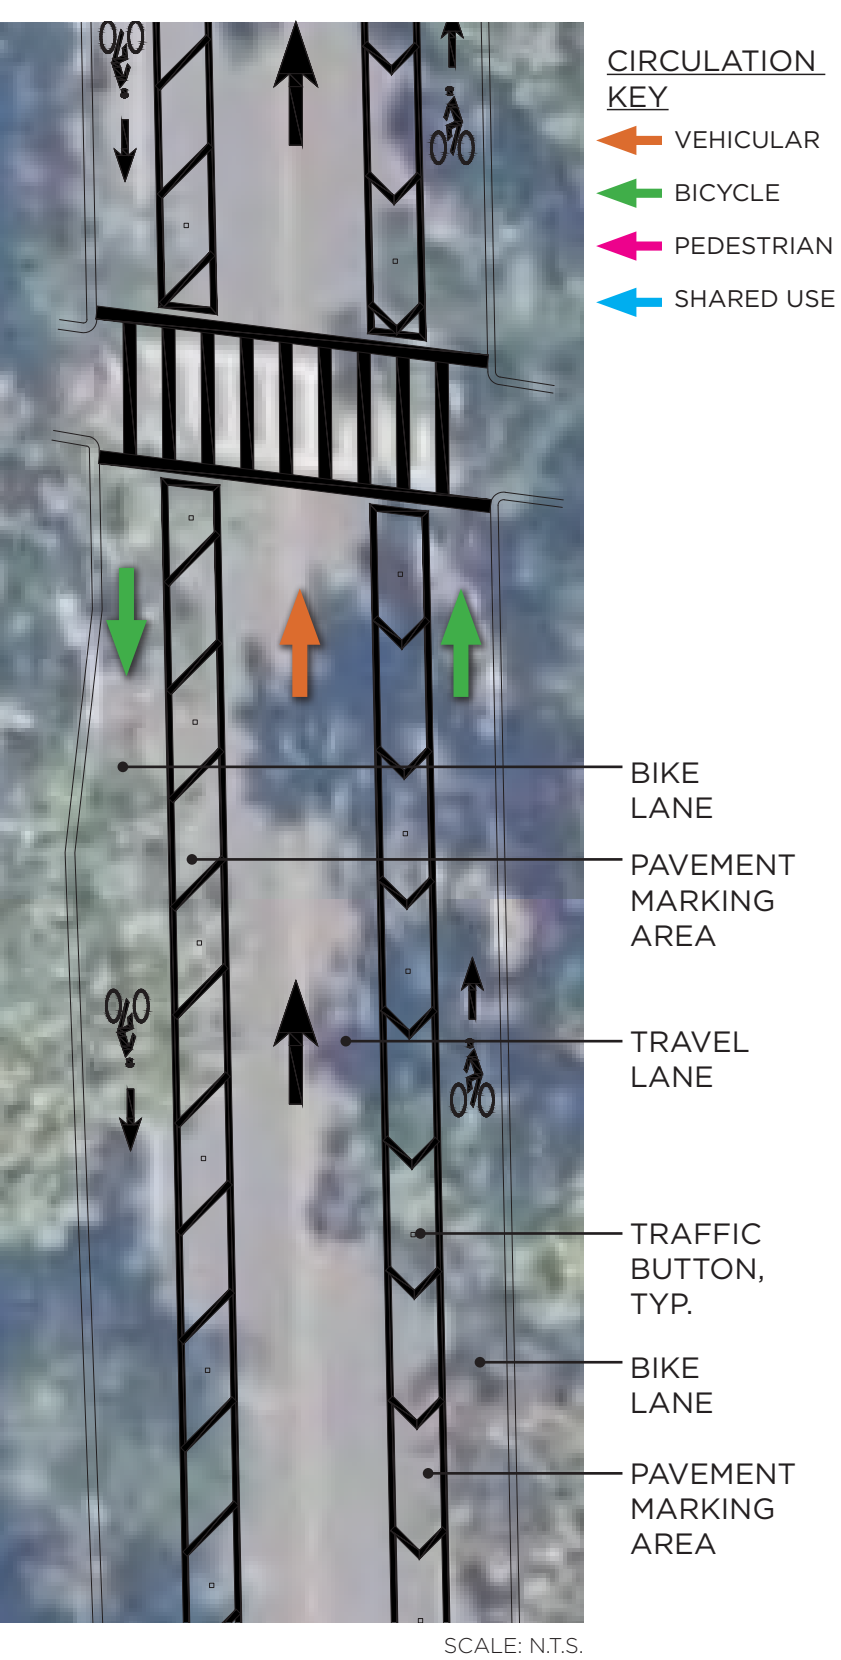 CIRCULATION
KEY
VEHICULAR
BICYCLE
PEDESTRIAN
SHARED USE
BIKE
LANE
PAVEMENT
MARKING
AREA
TRAVEL
LANE
TRAFFIC
BUTTON,
TYP.
BIKE
LANE
PAVEMENT
MARKING
AREA
SCALE: N.T.S.